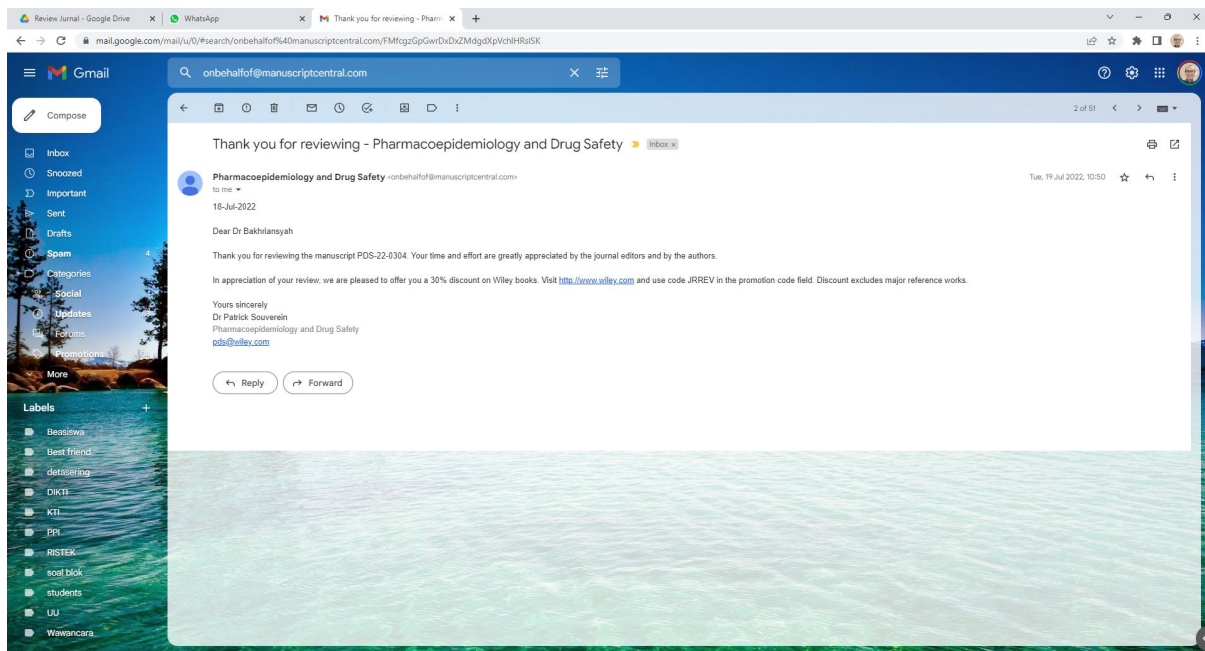 Review Jurnal - Google Drive
WhatsApp
Thank you for reviewing - Pharm
mail.google.com/mail/u/0/#search/onbehalfof%40manuscriptcentral.com/FMfcgzGpGwrDxDxZMdgdXpVchlHRslSK
Gmail
onbehalfof@manuscriptcentral.com
Compose
2 of 51
Inbox
Snoozed
Important
Sent
Drafts
Spam 4
Categories
Social
Updates
Forums
Promotions
More
Labels +
Beasiswa
Best friend
detasering
DIKTI
KTI
PPI
RISTEK
soal blok
students
UU
Wawancara
Thank you for reviewing - Pharmacoepidemiology and Drug Safety Inbox x
Pharmacoepidemiology and Drug Safety <onbehalfof@manuscriptcentral.com> Tue, 19 Jul 2022, 10:50
to me
18-Jul-2022
Dear Dr Bakhriansyah
Thank you for reviewing the manuscript PDS-22-0304. Your time and effort are greatly appreciated by the journal editors and by the authors.
In appreciation of your review, we are pleased to offer you a 30% discount on Wiley books. Visit http://www.wiley.com and use code JRREV in the promotion code field. Discount excludes major reference works.
Yours sincerely
Dr Patrick Souverein
Pharmacoepidemiology and Drug Safety
pds@wiley.com
Reply
Forward